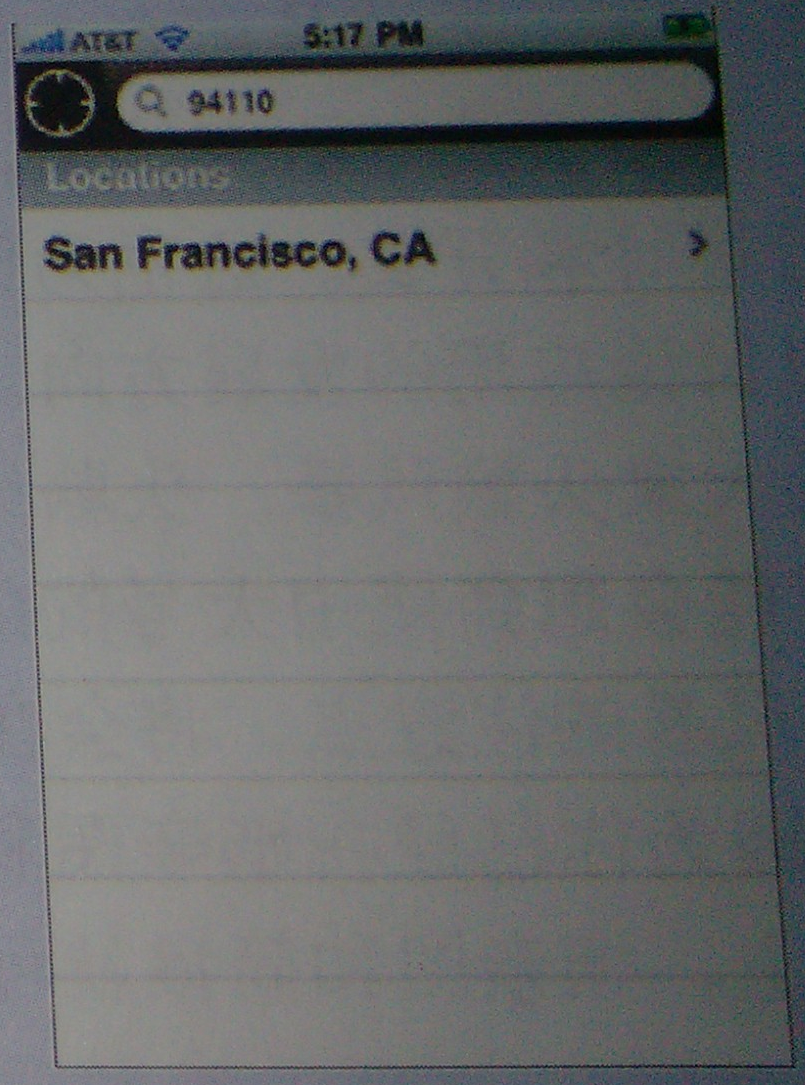 AT&T 5:17 PM
94110
Locations
San Francisco, CA